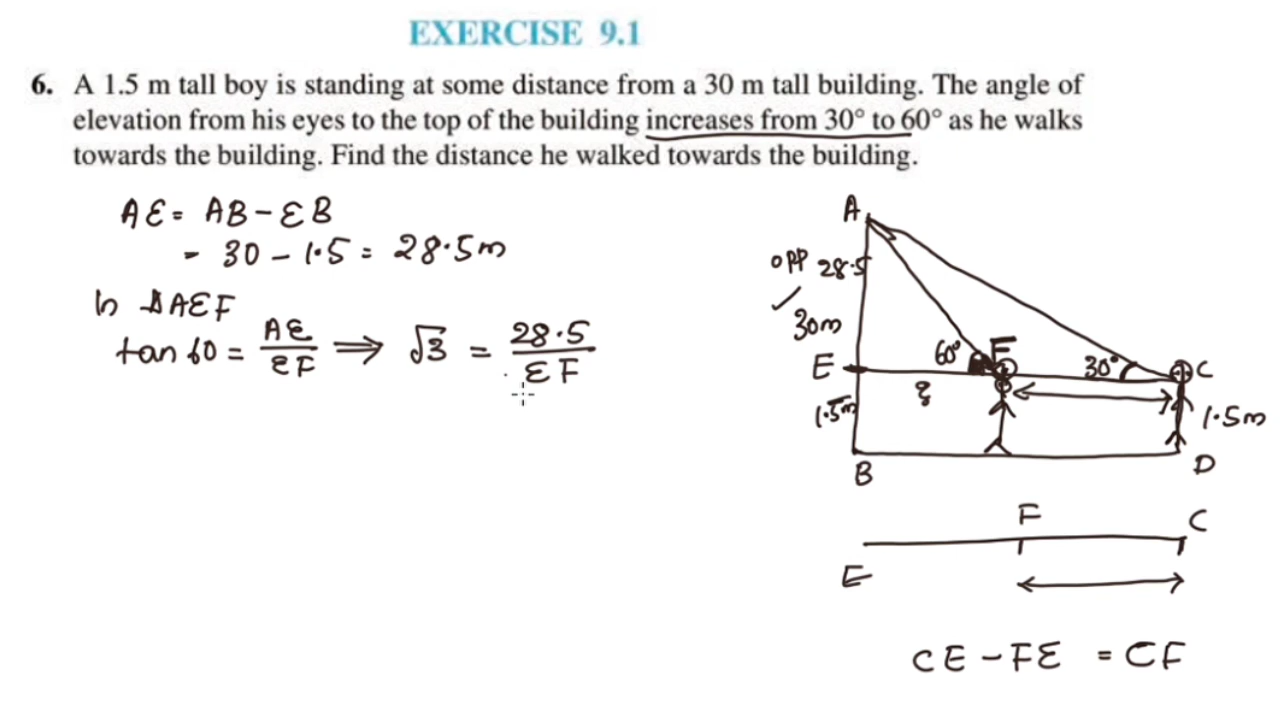 EXERCISE 9.1
6. A 1.5 m tall boy is standing at some distance from a 30 m tall building. The angle of
elevation from his eyes to the top of the building increases from 30° to 60° as he walks
towards the building. Find the distance he walked towards the building.
AE = AB - EB
= 30 - 1.5 = 28.5m
In ΔAEF
tan 60 = AE/EF ⇒ √3 = 28.5/EF
A
opp 28.5
30m
E 60° F 30° C
1.5m
1.5m
B D
F C
E
CE - FE = CF